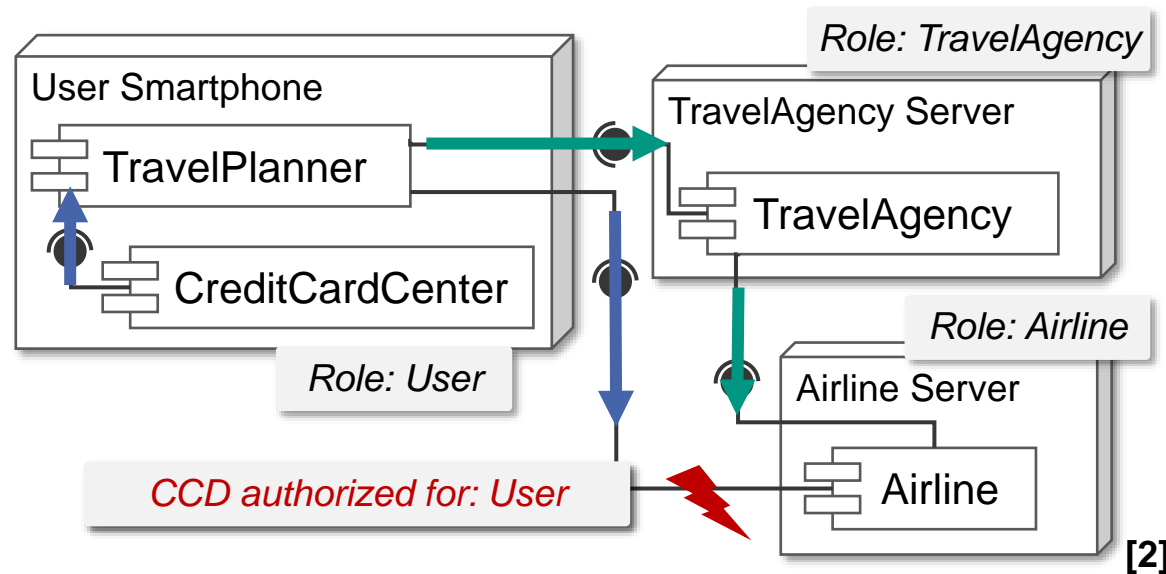 Role: TravelAgency
User Smartphone
TravelAgency Server
TravelPlanner
TravelAgency
CreditCardCenter
Role: Airline
Role: User
Airline Server
CCD authorized for: User
Airline
[2]